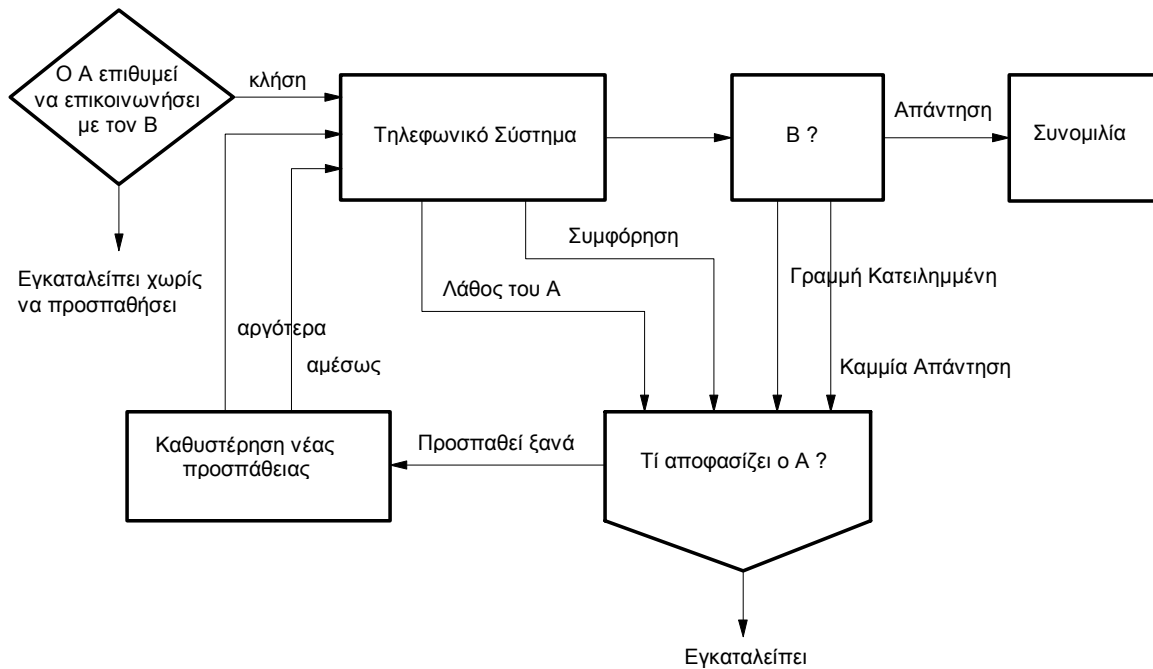 Ο Α επιθυμεί
να επικοινωνήσει
με τον Β
κλήση
Τηλεφωνικό Σύστημα
Β ?
Απάντηση
Συνομιλία
Εγκαταλείπει χωρίς
να προσπαθήσει
Συμφόρηση
Λάθος του Α
Γραμμή Κατειλημμένη
αργότερα
αμέσως
Καμμία Απάντηση
Καθυστέρηση νέας
προσπάθειας
Προσπαθεί ξανά
Τί αποφασίζει ο Α ?
Εγκαταλείπει